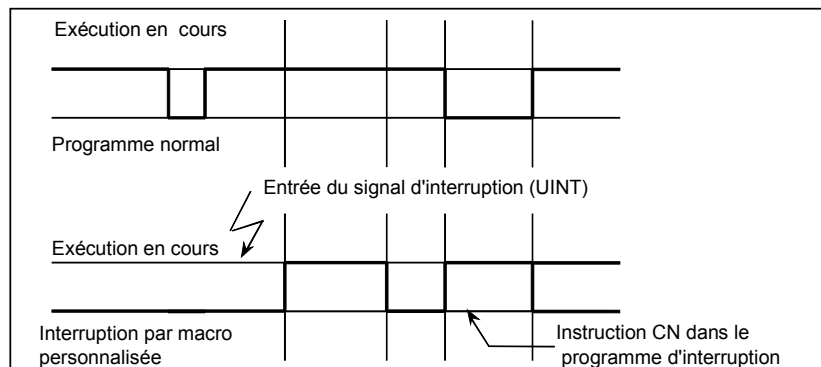 Exécution en cours
Programme normal
Entrée du signal d'interruption (UINT)
Exécution en cours
Interruption par macro
personnalisée
Instruction CN dans le
programme d'interruption